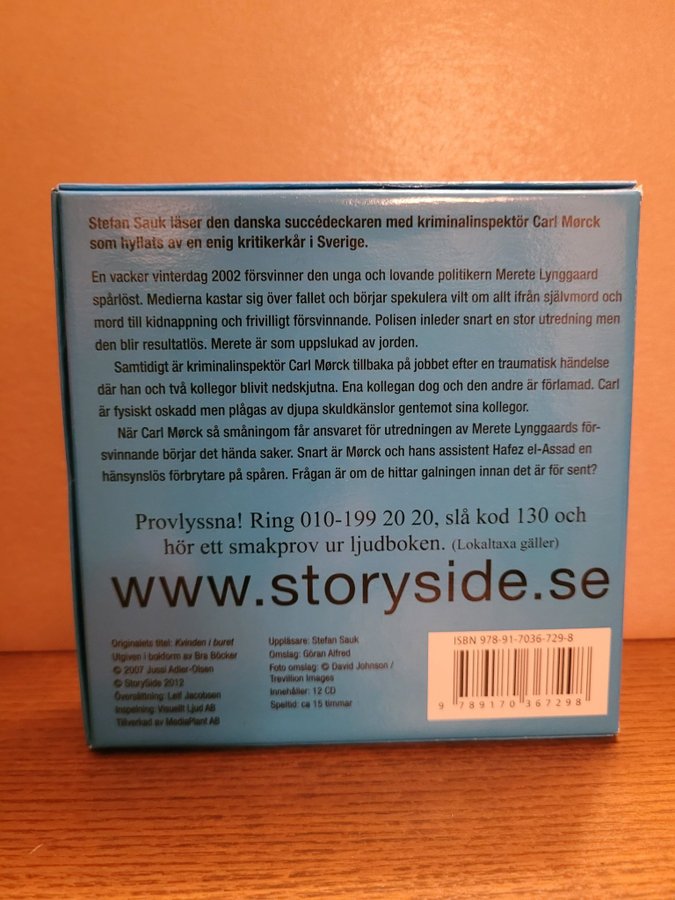 Stefan Sauk läser den danska succédeckaren med kriminalinspektör Carl Mørck
som hyllats av en enig kritikerkår i Sverige.
En vacker vinterdag 2002 försvinner den unga och lovande politikern Merete Lynggaard
spårlöst. Medierna kastar sig över fallet och börjar spekulera vilt om allt ifrån självmord och
mord till kidnappning och frivilligt försvinnande. Polisen inleder snart en stor utredning men
den blir resultatlös. Merete är som uppslukad av jorden.
Samtidigt är kriminalinspektör Carl Mørck tillbaka på jobbet efter en traumatisk händelse
där han och två kollegor blivit nedskjutna. Ena kollegan dog och den andre är förlamad. Carl
är fysiskt oskadd men plågas av djupa skuldkänslor gentemot sina kollegor.
När Carl Mørck så småningom får ansvaret för utredningen av Merete Lynggaards för-
svinnande börjar det hända saker. Snart är Mørck och hans assistent Hafez el-Assad en
hänsynslös förbrytare på spåren. Frågan är om de hittar galningen innan det är för sent?
Provlyssna! Ring 010-199 20 20, slå kod 130 och
hör ett smakprov ur ljudboken. (Lokaltaxa gäller)
www.storyside.se
Originalets titel: Kvinden i buret
Utgiven i bokform av Bra Böcker
© 2007 Jussi Adler-Olsen
© StorySide 2012
Översättning: Leif Jacobsen
Inspelning: Visuellt Ljud AB
Tillverkad av MediaPlant AB
Uppläsare: Stefan Sauk
Omslag: Göran Alfred
Foto omslag: © David Johnson /
Trevillion Images
Innehåller: 12 CD
Speltid: ca 15 timmar
ISBN 978-91-7036-729-8
9 789170 367298